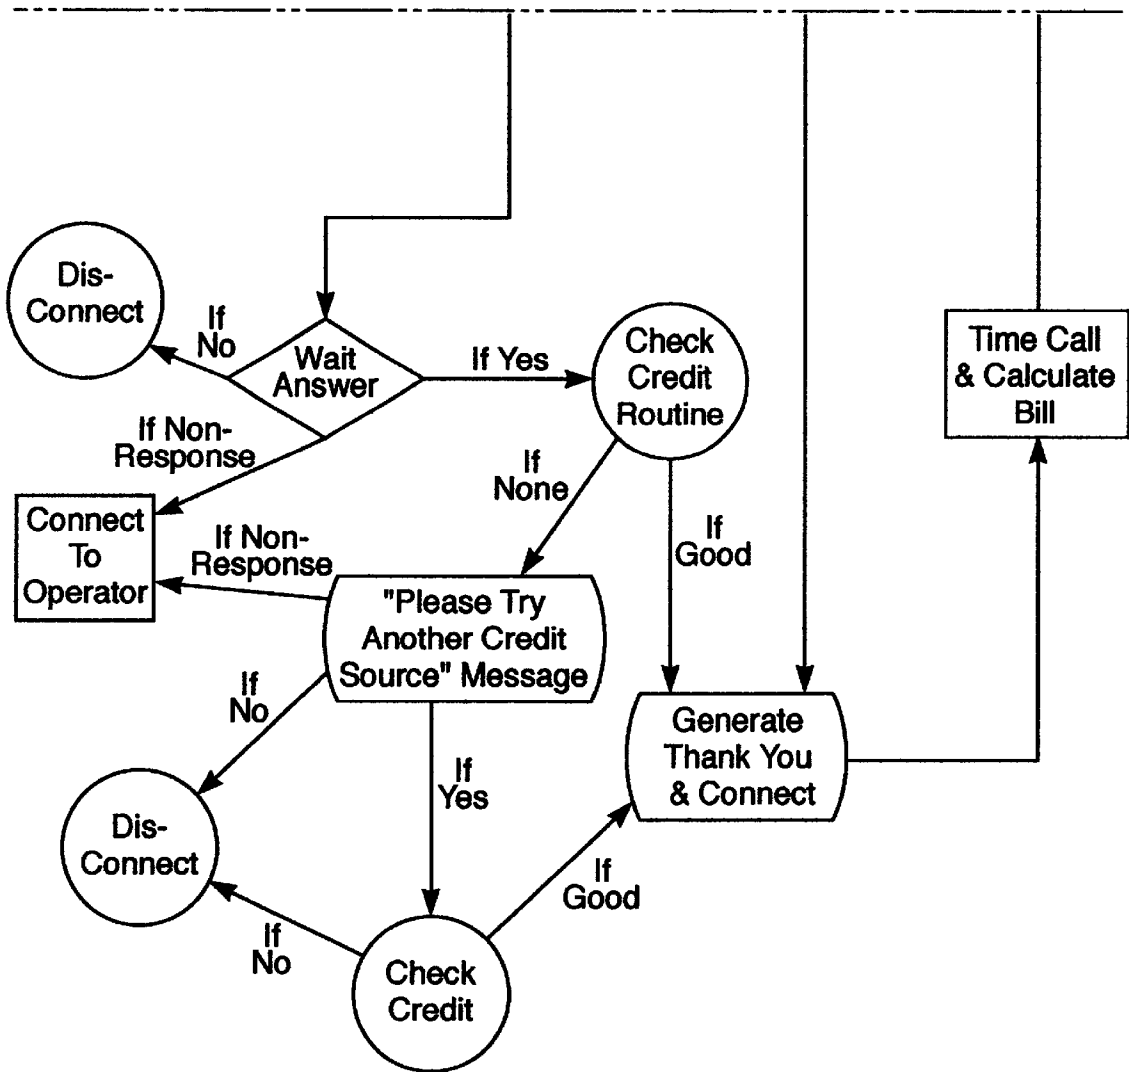 Dis-
Connect
If
No
Wait
Answer
If Yes
Check
Credit
Routine
Time Call
& Calculate
Bill
If Non-
Response
If
None
If
Good
Connect
To
Operator
If Non-
Response
"Please Try
Another Credit
Source" Message
If
No
If
Yes
Generate
Thank You
& Connect
Dis-
Connect
If
Good
If
No
Check
Credit